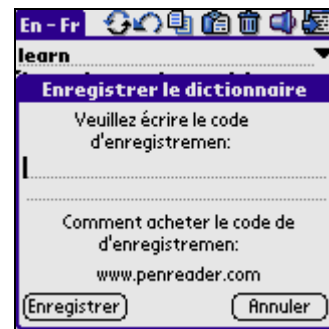 En - Fr
learn
Enregistrer le dictionnaire
Veuillez écrire le code
d'enregistremen:
Comment acheter le code de
d'enregistremen:
www.penreader.com
Enregistrer Annuler